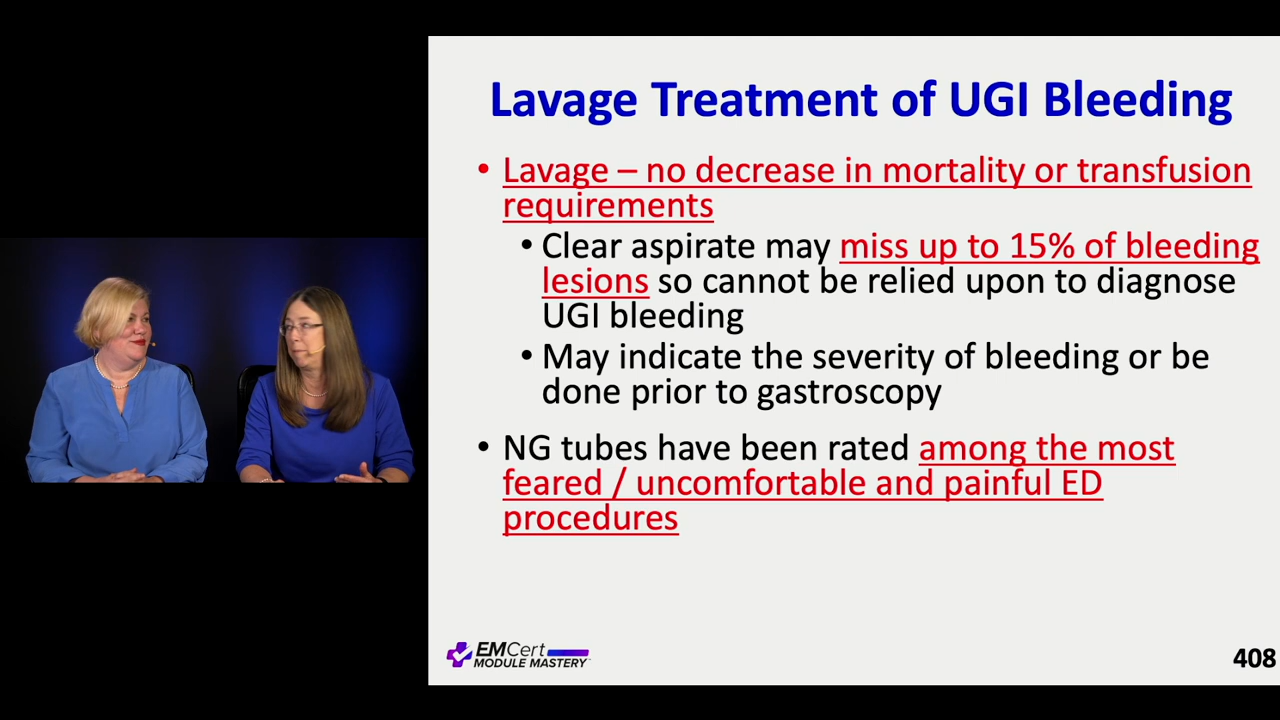 Lavage Treatment of UGI Bleeding
• Lavage – no decrease in mortality or transfusion
requirements
• Clear aspirate may miss up to 15% of bleeding
lesions so cannot be relied upon to diagnose
UGI bleeding
• May indicate the severity of bleeding or be
done prior to gastroscopy
• NG tubes have been rated among the most
feared / uncomfortable and painful ED
procedures
EMCert
MODULE MASTERY
408